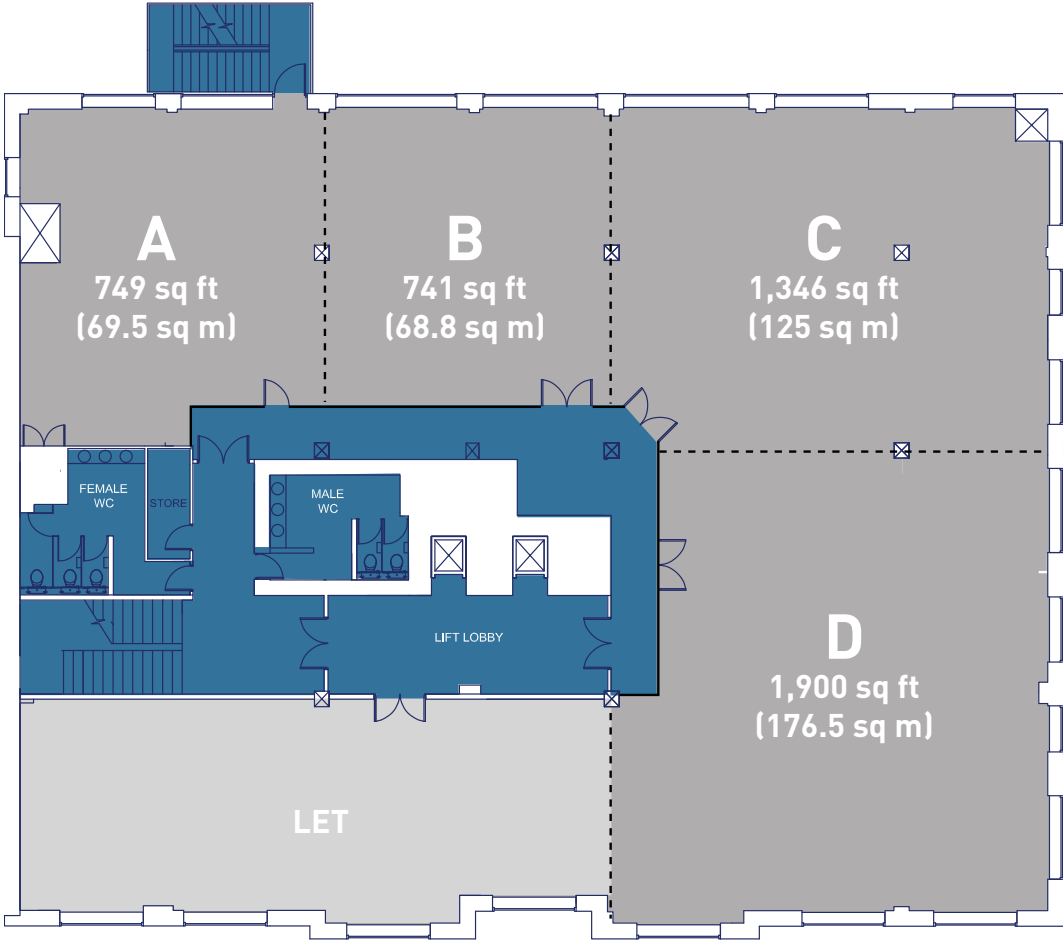 A
749 sq ft
(69.5 sq m)
B
741 sq ft
(68.8 sq m)
C
1,346 sq ft
(125 sq m)
FEMALE
WC
STORE
MALE
WC
LIFT LOBBY
D
1,900 sq ft
(176.5 sq m)
LET